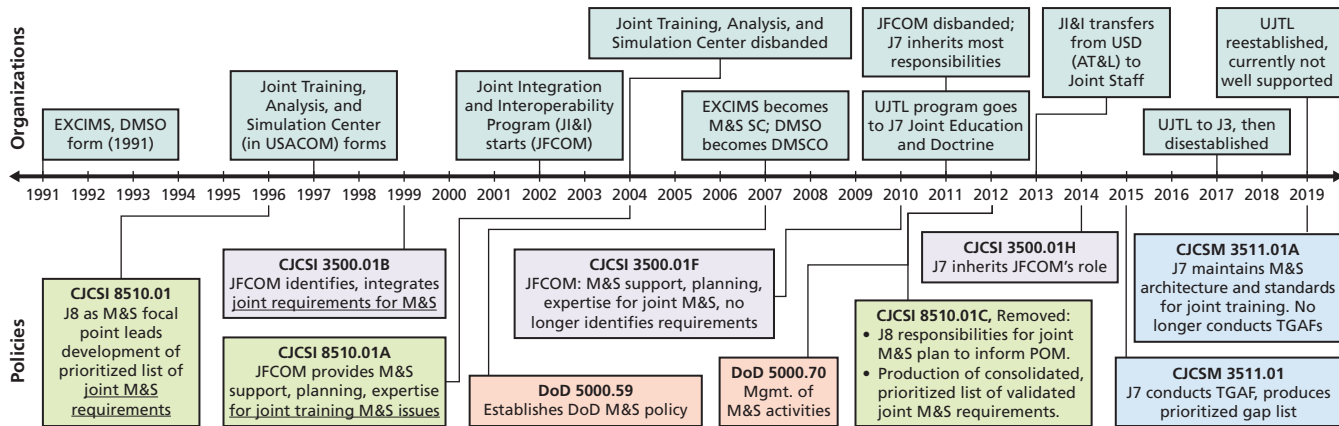 Organizations
EXCIMS, DMSO
form (1991)
Joint Training,
Analysis, and
Simulation Center
(in USACOM) forms
Joint Integration
and Interoperability
Program (JI&I)
starts (JFCOM)
Joint Training, Analysis, and
Simulation Center disbanded
EXCIMS becomes
M&S SC; DMSO
becomes DMSCO
JFCOM disbanded;
J7 inherits most
responsibilities
UJTL program goes
to J7 Joint Education
and Doctrine
JI&I transfers
from USD
(AT&L) to
Joint Staff
UJTL to J3, then
disestablished
UJTL
reestablished,
currently not
well supported
1991 1992 1993 1994 1995 1996 1997 1998 1999 2000 2001 2002 2003 2004 2005 2006 2007 2008 2009 2010 2011 2012 2013 2014 2015 2016 2017 2018 2019
Policies
CJCSI 8510.01
J8 as M&S focal
point leads
development of
prioritized list of
joint M&S
requirements
CJCSI 3500.01B
JFCOM identifies, integrates
joint requirements for M&S
CJCSI 8510.01A
JFCOM provides M&S
support, planning, expertise
for joint training M&S issues
CJCSI 3500.01F
JFCOM: M&S support, planning,
expertise for joint M&S, no
longer identifies requirements
DoD 5000.59
Establishes DoD M&S policy
DoD 5000.70
Mgmt. of
M&S activities
CJCSI 3500.01H
J7 inherits JFCOM’s role
CJCSI 8510.01C, Removed:
• J8 responsibilities for joint
M&S plan to inform POM.
• Production of consolidated,
prioritized list of validated
joint M&S requirements.
CJCSM 3511.01A
J7 maintains M&S
architecture and standards
for joint training. No
longer conducts TGAFs
CJCSM 3511.01
J7 conducts TGAF, produces
prioritized gap list